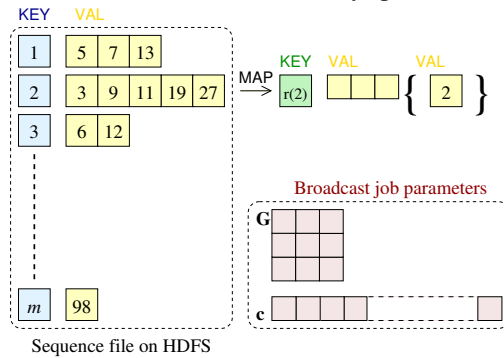 KEY VAL
1 5 7 13
KEY VAL VAL
MAP
2 3 9 11 19 27
r(2) { 2 }
3 6 12
Broadcast job parameters
G
m 98
c
Sequence file on HDFS